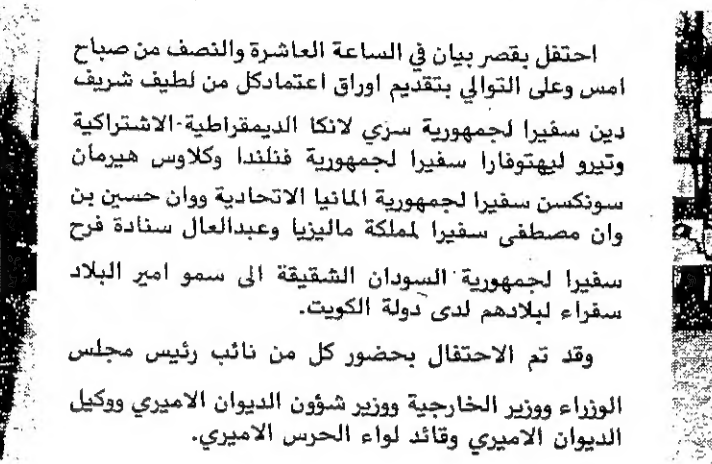 احتفل بقصر بيان في الساعة العاشرة والنصف من صباح
امس وعلى التوالي بتقديم اوراق اعتمادكل من لطيف شريف
دين سفيرا لجمهورية سري لانكا الديمقراطية-الاشتراكية
وتيرو ليهتوفارا سفيرا لجمهورية فنلندا وكلاوس هيرمان
سونكسن سفيرا لجمهورية المانيا الاتحادية ووان حسين بن
وان مصطفى سفيرا لمملكة ماليزيا وعبدالعال سنادة فرح
سفيرا لجمهورية السودان الشقيقة الى سمو امير البلاد
سفراء لبلادهم لدى دولة الكويت.
وقد تم الاحتفال بحضور كل من نائب رئيس مجلس
الوزراء ووزير الخارجية ووزير شؤون الديوان الاميري ووكيل
الديوان الاميري وقائد لواء الحرس الاميري.